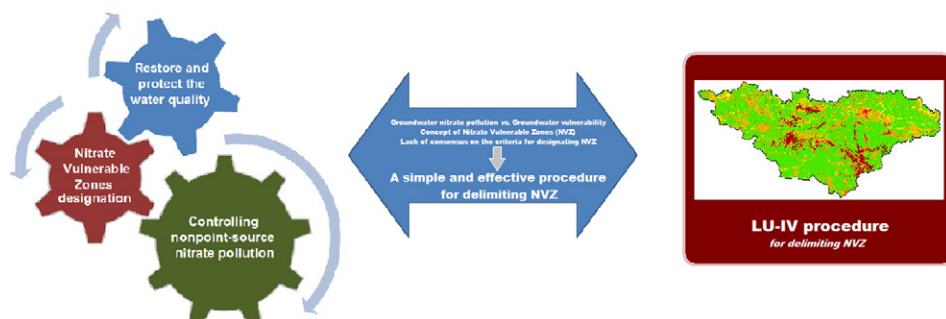 Restore and
protect the
water quality
Nitrate
Vulnerable
Zones
designation
Controlling
nonpoint-source
nitrate pollution
Groundwater nitrate pollution vs. Groundwater vulnerability
Concept of Nitrate Vulnerable Zones (NVZ)
Lack of consensus on the criteria for designating NVZ
A simple and effective procedure
for delimiting NVZ
LU-IV procedure
for delimiting NVZ